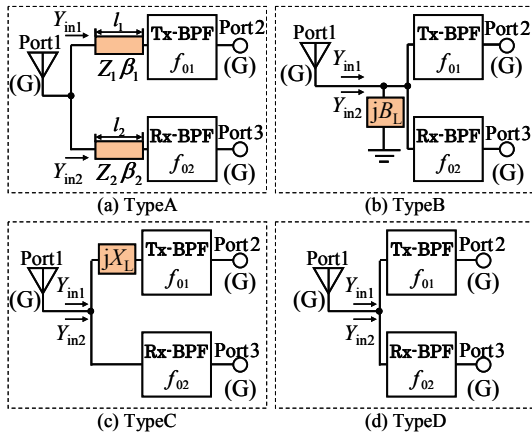 Y_in1 l_1 Tx-BPF Port2
Port1
(G) Z_1 β_1 f_01 (G)
l_2 Rx-BPF Port3
Y_in2 Z_2 β_2 f_02 (G)
(a) TypeA
Tx-BPF Port2
Port1 Y_in1 f_01 (G)
(G) Y_in2
jB_L Rx-BPF Port3
f_02 (G)
(b) TypeB
Port1 jX_L Tx-BPF Port2
Y_in1 f_01 (G)
(G)
Y_in2 Rx-BPF Port3
f_02 (G)
(c) TypeC
Port1 Tx-BPF Port2
Y_in1 f_01 (G)
(G)
Y_in2 Rx-BPF Port3
f_02 (G)
(d) TypeD